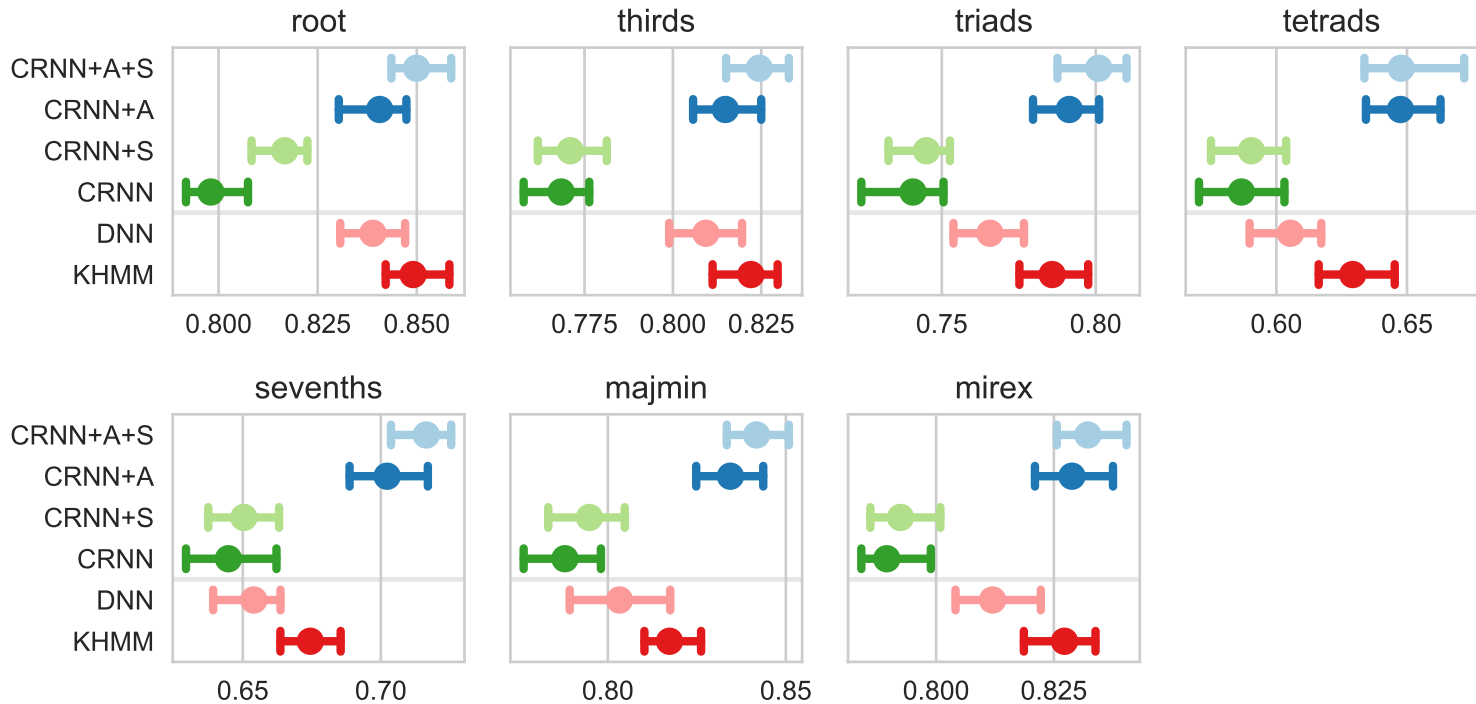 root thirds triads tetrads
CRNN+A+S
CRNN+A
CRNN+S
CRNN
DNN
KHMM
0.800 0.825 0.850 0.775 0.800 0.825 0.75 0.80 0.60 0.65
sevenths majmin mirex
CRNN+A+S
CRNN+A
CRNN+S
CRNN
DNN
KHMM
0.65 0.70 0.80 0.85 0.800 0.825